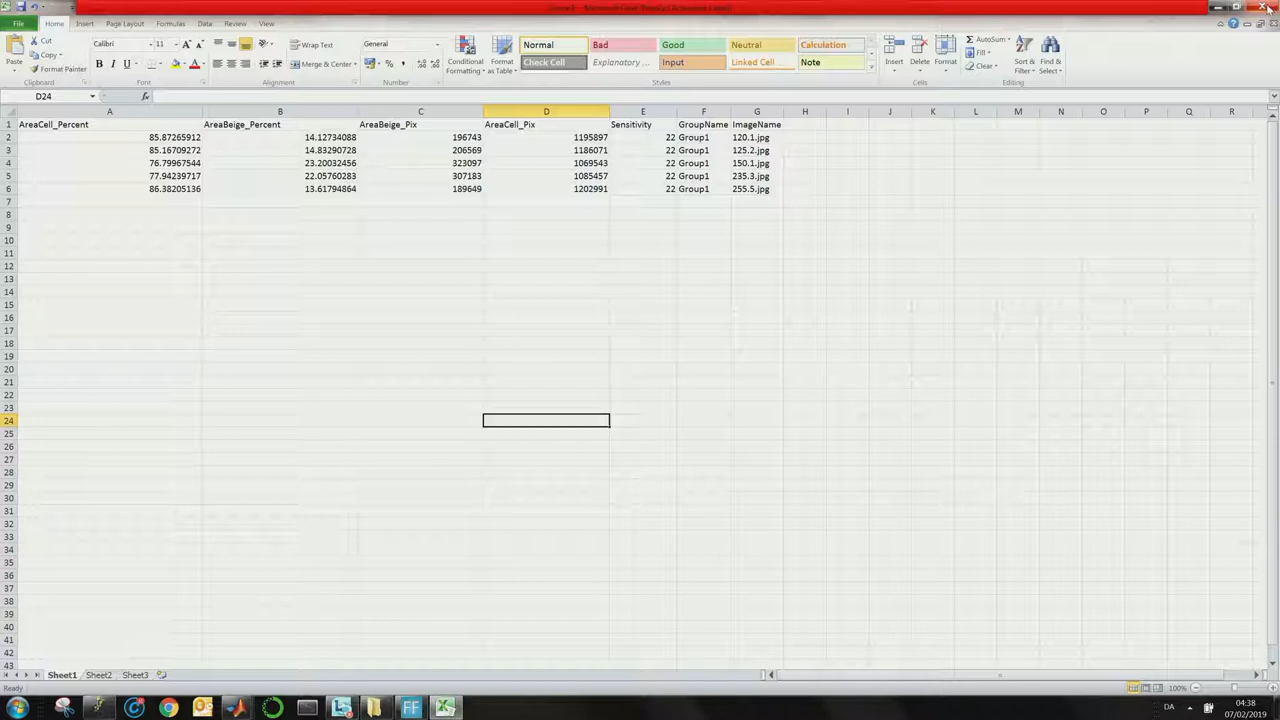 File Home Insert Page Layout Formulas Data Review View
Paste
Cut
Copy
Format Painter
Clipboard
Calibri 11
B I U
Font
Wrap Text
Merge & Center
Alignment
General
Number
Conditional Formatting
Format as Table
Normal Bad Good Neutral Calculation
Check Cell Explanatory ... Input Linked Cell Note
Styles
Insert Delete Format
Cells
AutoSum
Fill
Clear
Sort & Filter
Find & Select
Editing
D24 fx
A B C D E F G H I J K L M N O P Q R
1 AreaCell_Percent AreaBeige_Percent AreaBeige_Pix AreaCell_Pix Sensitivity GroupName ImageName
2 85.87265912 14.12734088 196743 1195897 22 Group1 120.1.jpg
3 85.16709272 14.83290728 206569 1186071 22 Group1 125.2.jpg
4 76.79967544 23.20032456 323097 1069543 22 Group1 150.1.jpg
5 77.94239717 22.05760283 307183 1085457 22 Group1 235.3.jpg
6 86.38205136 13.61794864 189649 1202991 22 Group1 255.5.jpg
7
8
9
10
11
12
13
14
15
16
17
18
19
20
21
22
23
24
25
26
27
28
29
30
31
32
33
34
35
36
37
38
39
40
41
42
43
Sheet1 Sheet2 Sheet3
Ready 100%
FF DA 04:38
07/02/2019